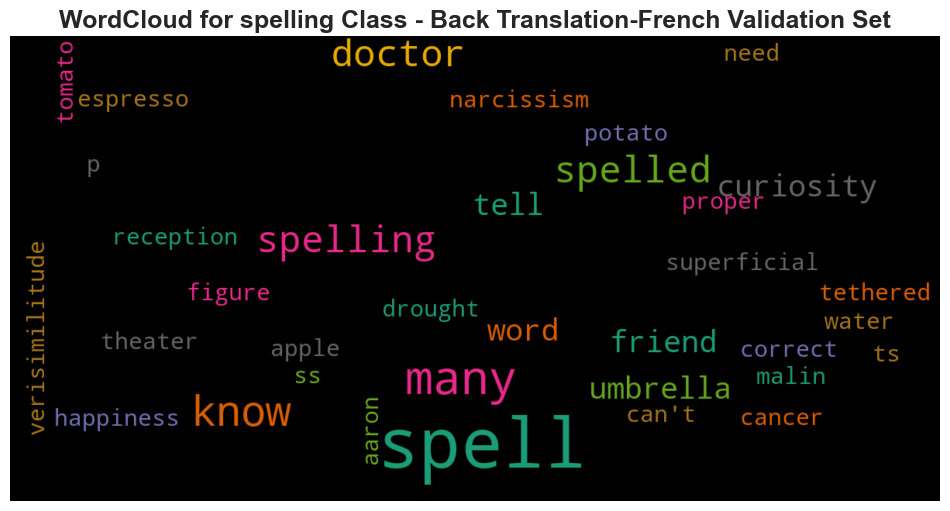 WordCloud for spelling Class - Back Translation-French Validation Set
doctor
need
tomato
espresso
narcissism
potato
p
spelled
curiosity
tell
proper
reception
spelling
superficial
figure
tethered
drought
water
verisimilitude
theater
apple
word
friend
correct
ts
ss
many
umbrella
malin
happiness
know
aaron
can't
cancer
spell